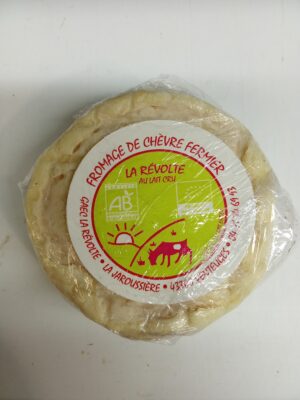 FROMAGE DE CHÈVRE FERMIER
LA RÉVOLTE
AU LAIT CRU
AB
GAEC LA RÉVOLTE • LA JAROUSSIÈRE •